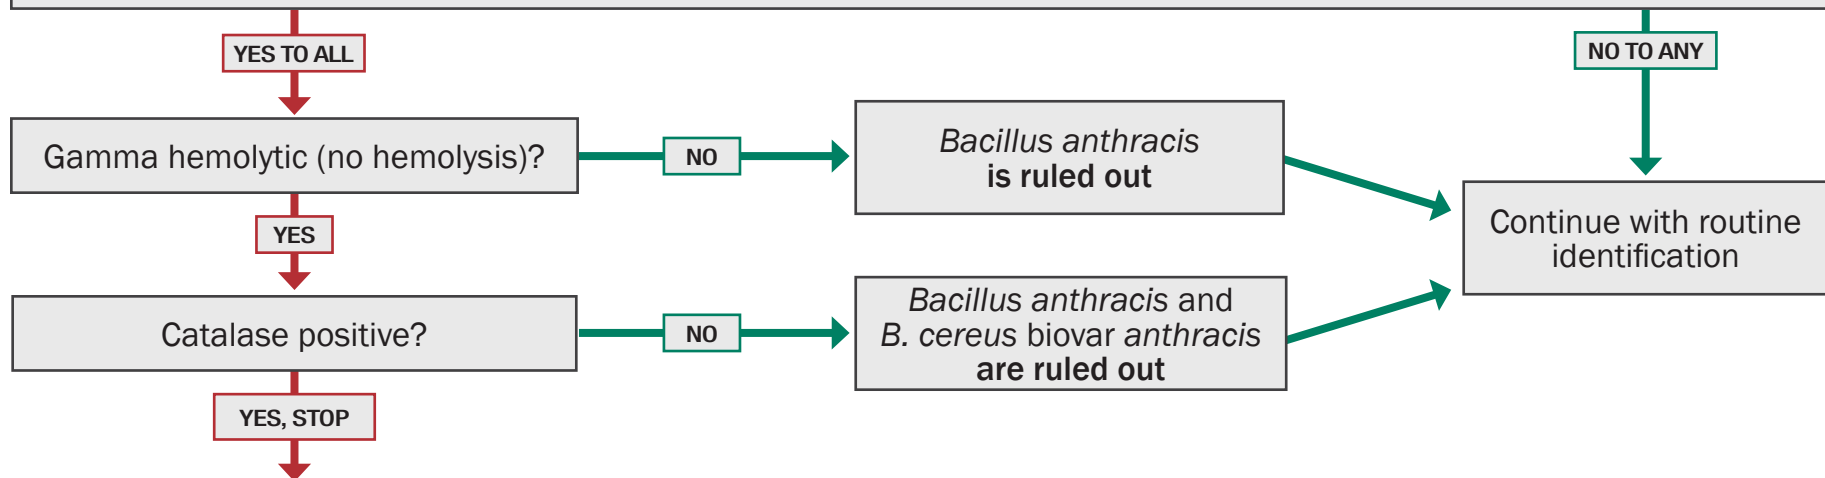 YES TO ALL
NO TO ANY
Gamma hemolytic (no hemolysis)?
NO
Bacillus anthracis
is ruled out
Continue with routine
identification
YES
Catalase positive?
NO
Bacillus anthracis and
B. cereus biovar anthracis
are ruled out
YES, STOP